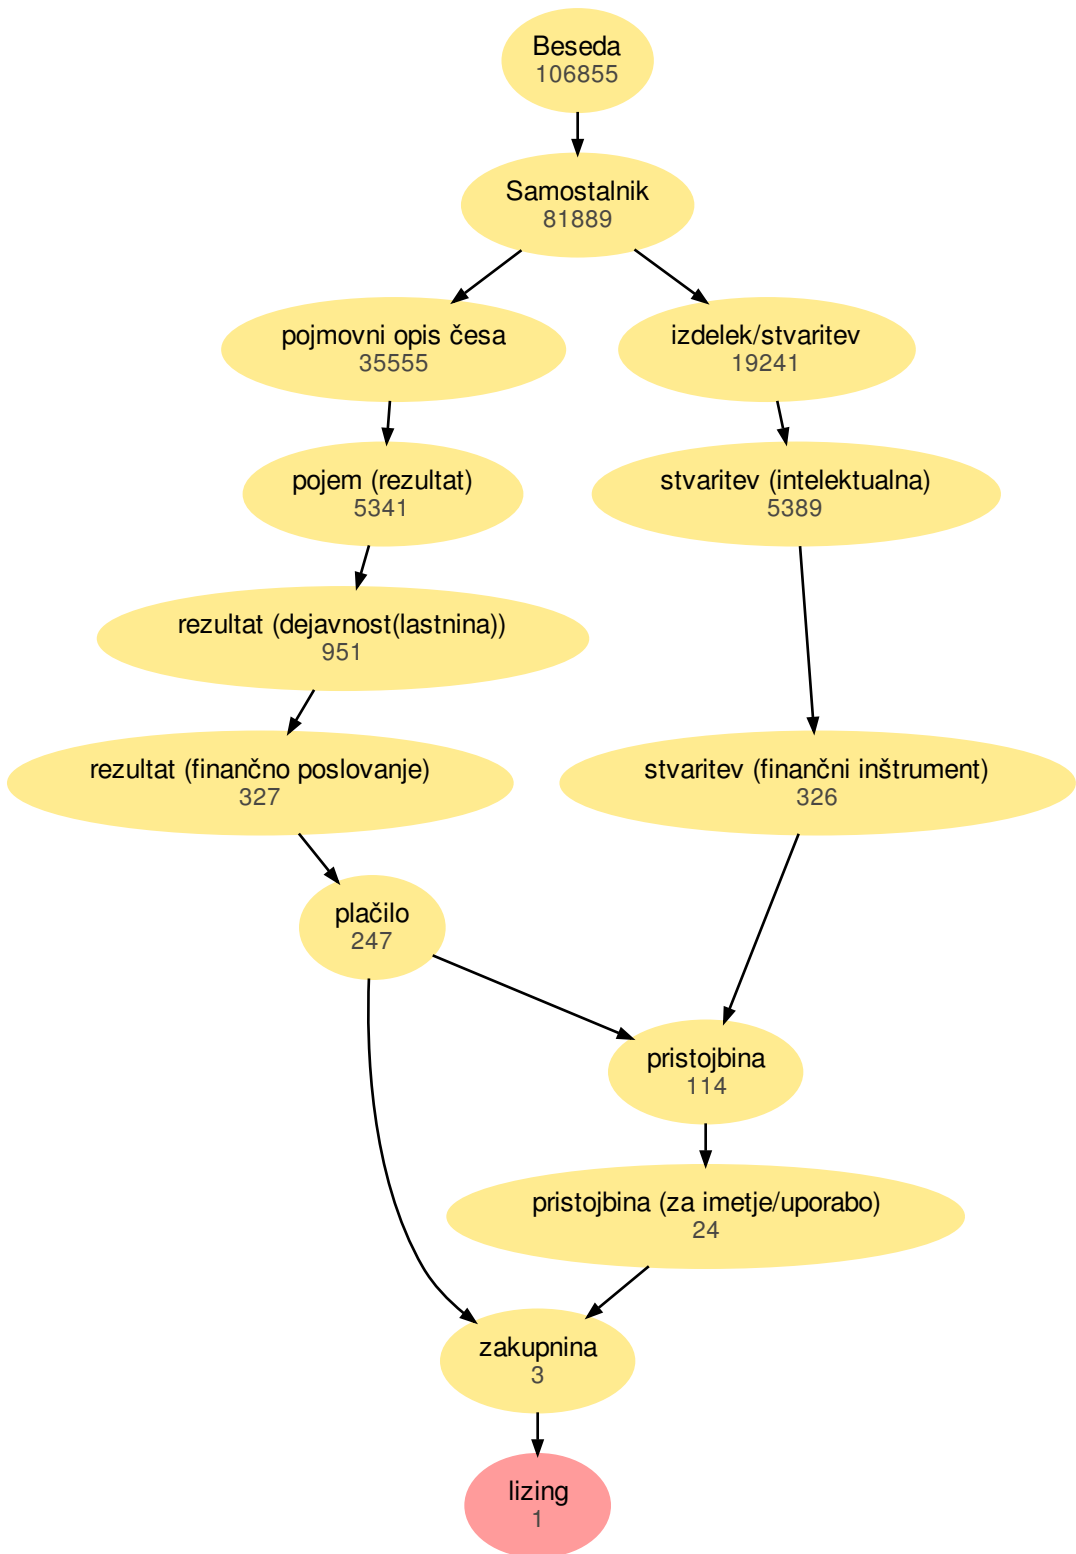 Beseda
106855
Samostalnik
81889
pojmovni opis česa
35555
izdelek/stvaritev
19241
pojem (rezultat)
5341
stvaritev (intelektualna)
5389
rezultat (dejavnost(lastnina))
951
rezultat (finančno poslovanje)
327
stvaritev (finančni inštrument)
326
plačilo
247
pristojbina
114
pristojbina (za imetje/uporabo)
24
zakupnina
3
lizing
1